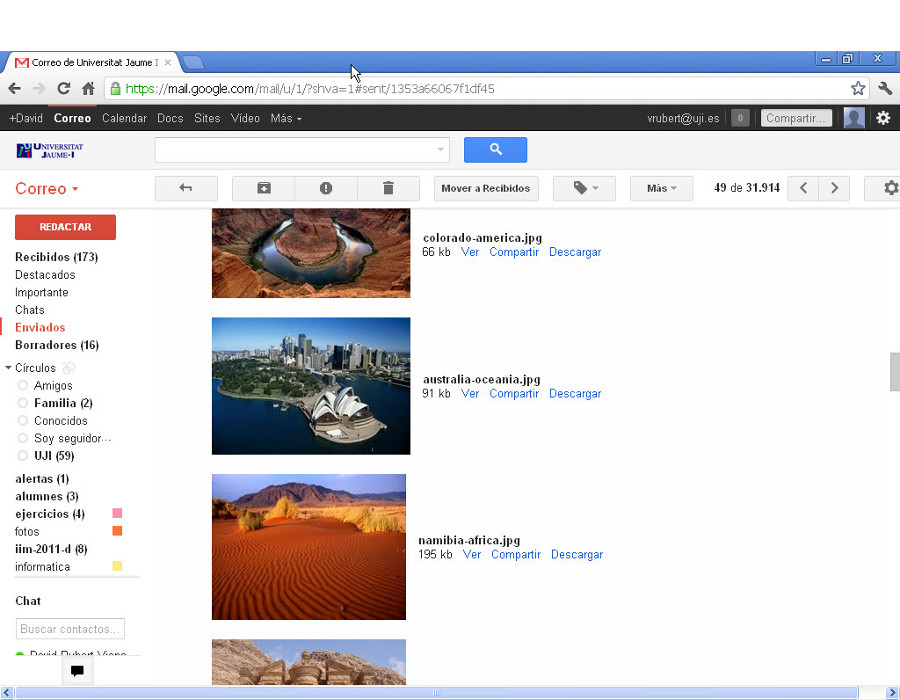 Correo de Universitat Jaume I
https://mail.google.com/mail/u/1/?shva=1#sent/1353a66067f1df45
+David Correo Calendar Docs Sites Vídeo Más vrubert@uji.es 0 Compartir...
UNIVERSITAT
JAUME·I
Correo Mover a Recibidos Más 49 de 31.914
REDACTAR
Recibidos (173)
Destacados
Importante
Chats
Enviados
Borradores (16)
Círculos
Amigos
Familia (2)
Conocidos
Soy seguidor...
UJI (59)
alertas (1)
alumnes (3)
ejercicios (4)
fotos
iim-2011-d (8)
informatica
Chat
Buscar contactos...
David Rubert Viana
colorado-america.jpg
66 kb Ver Compartir Descargar
australia-oceania.jpg
91 kb Ver Compartir Descargar
namibia-africa.jpg
195 kb Ver Compartir Descargar